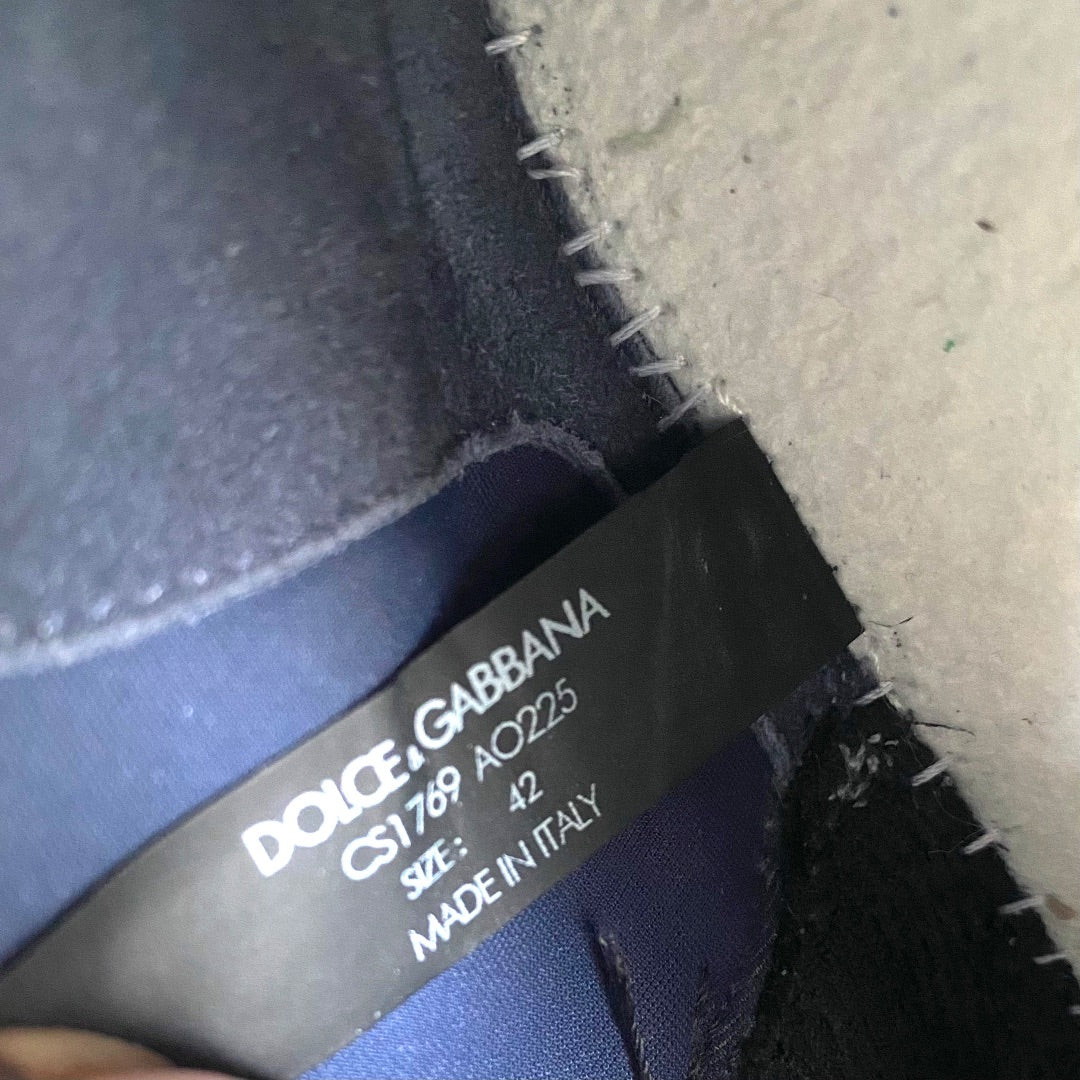 DOLCE&GABBANA
CS1769 AO225
SIZE: 42
MADE IN ITALY